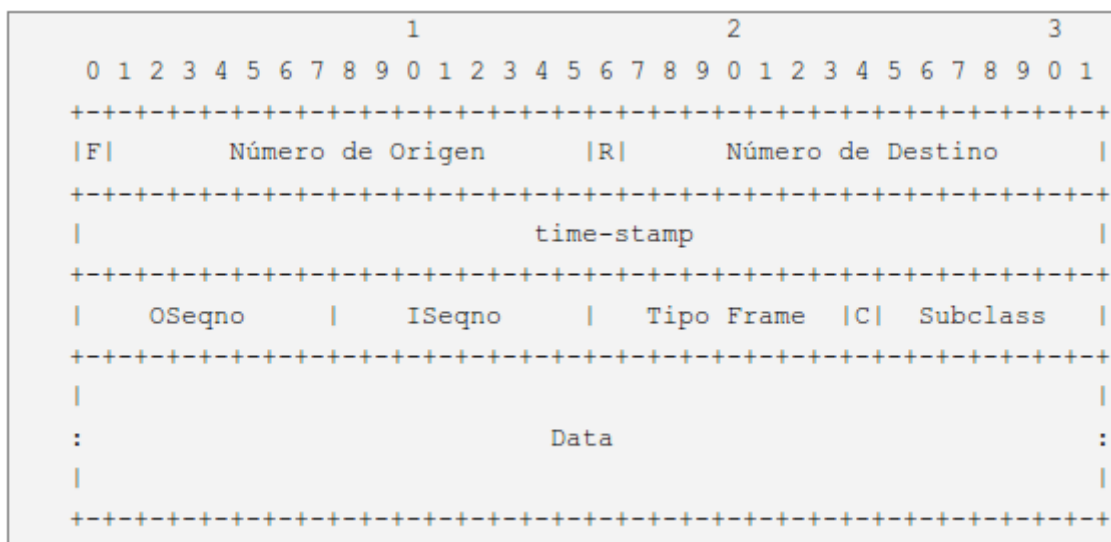 1 2 3
0 1 2 3 4 5 6 7 8 9 0 1 2 3 4 5 6 7 8 9 0 1 2 3 4 5 6 7 8 9 0 1
+-+-+-+-+-+-+-+-+-+-+-+-+-+-+-+-+-+-+-+-+-+-+-+-+-+-+-+-+-+-+-+-+
|F| Número de Origen |R| Número de Destino |
+-+-+-+-+-+-+-+-+-+-+-+-+-+-+-+-+-+-+-+-+-+-+-+-+-+-+-+-+-+-+-+-+
| time-stamp |
+-+-+-+-+-+-+-+-+-+-+-+-+-+-+-+-+-+-+-+-+-+-+-+-+-+-+-+-+-+-+-+-+
| OSeqno | ISeqno | Tipo Frame |C| Subclass |
+-+-+-+-+-+-+-+-+-+-+-+-+-+-+-+-+-+-+-+-+-+-+-+-+-+-+-+-+-+-+-+-+
| |
: Data :
| |
+-+-+-+-+-+-+-+-+-+-+-+-+-+-+-+-+-+-+-+-+-+-+-+-+-+-+-+-+-+-+-+-+